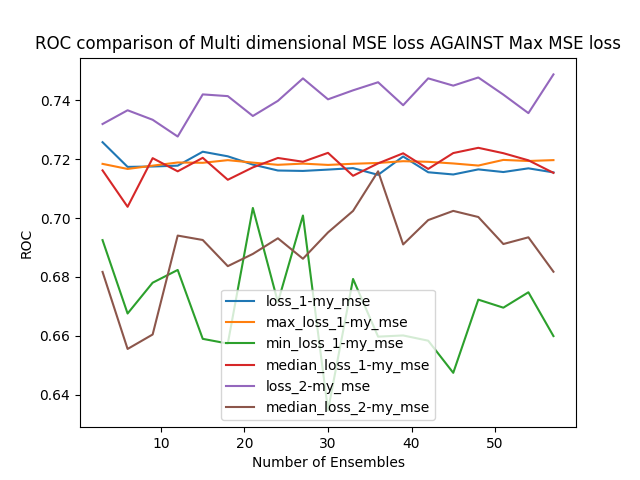 ROC comparison of Multi dimensional MSE loss AGAINST Max MSE loss
0.74
0.72
0.70
0.68
0.66
0.64
ROC
loss_1-my_mse
max_loss_1-my_mse
min_loss_1-my_mse
median_loss_1-my_mse
loss_2-my_mse
median_loss_2-my_mse
10 20 30 40 50
Number of Ensembles